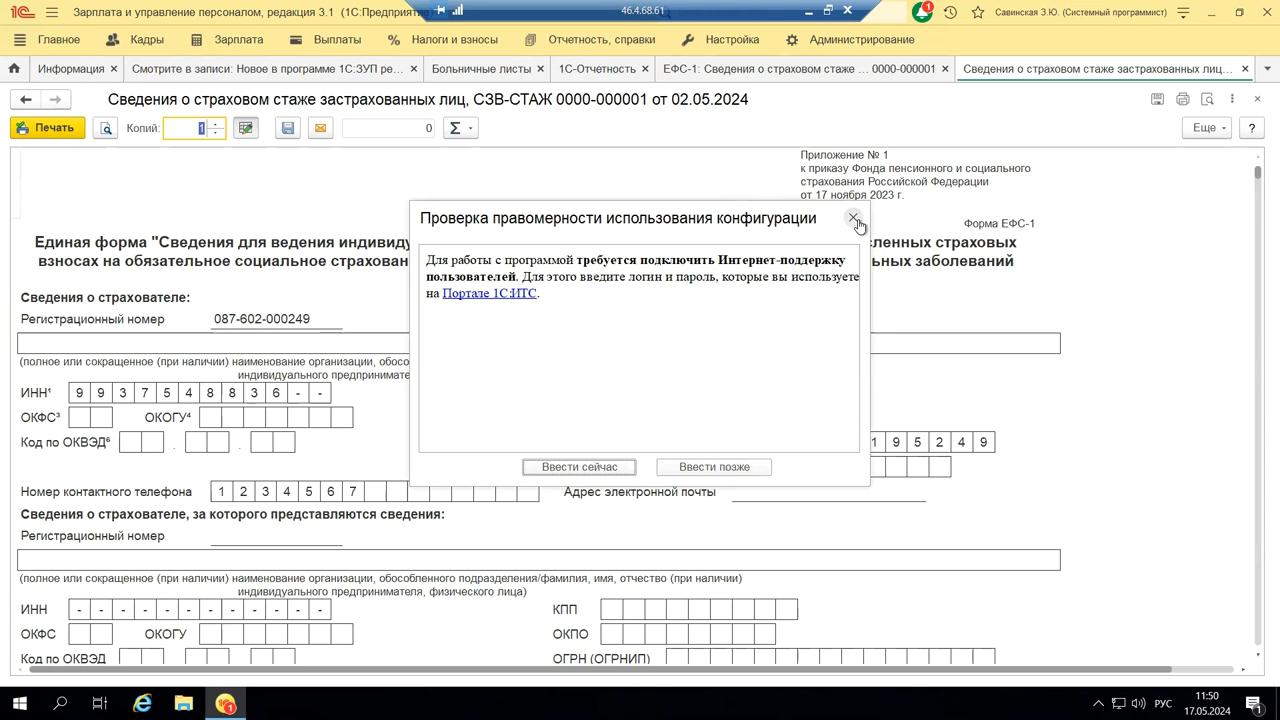 Зарплата и управление персоналом, редакция 3.1 (1С:Предприятие
46.4.68.61
1
Савинская З.Ю. (Системный программист)
Главное
Кадры
Зарплата
Выплаты
Налоги и взносы
Отчетность, справки
Настройка
Администрирование
Информация
Смотрите в записи: Новое в программе 1С:ЗУП ре...
Больничные листы
1С-Отчетность
ЕФС-1: Сведения о страховом стаже ... 0000-000001
Сведения о страховом стаже застрахованных лиц,...
Сведения о страховом стаже застрахованных лиц, СЗВ-СТАЖ 0000-000001 от 02.05.2024
Печать
Копий:
1
0
Σ
Еще
?
Приложение № 1
к приказу Фонда пенсионного и социального
страхования Российской Федерации
от 17 ноября 2023 г.
Форма ЕФС-1
Единая форма "Сведения для ведения индивиду
ленных страховых
взносах на обязательное социальное страхован
льных заболеваний
Проверка правомерности использования конфигурации
Для работы с программой требуется подключить Интернет-поддержку
пользователей. Для этого введите логин и пароль, которые вы используете
на Портале 1С:ИТС.
Ввести сейчас
Ввести позже
Сведения о страхователе:
Регистрационный номер 087-602-000249
(полное или сокращенное (при наличии) наименование организации, обосо
индивидуального предпринимате
ИНН¹ 9 9 3 7 5 4 8 8 3 6 - -
ОКФС³ ОКОГУ⁴
Код по ОКВЭД⁶ . .
1 9 5 2 4 9
Номер контактного телефона 1 2 3 4 5 6 7
Адрес электронной почты
Сведения о страхователе, за которого представляются сведения:
Регистрационный номер
(полное или сокращенное (при наличии) наименование организации, обособленного подразделения/фамилия, имя, отчество (при наличии)
индивидуального предпринимателя, физического лица)
ИНН - - - - - - - - - - - -
КПП
ОКФС ОКОГУ
ОКПО
Код по ОКВЭД . .
ОГРН (ОГРНИП)
1
РУС
11:50
17.05.2024
1